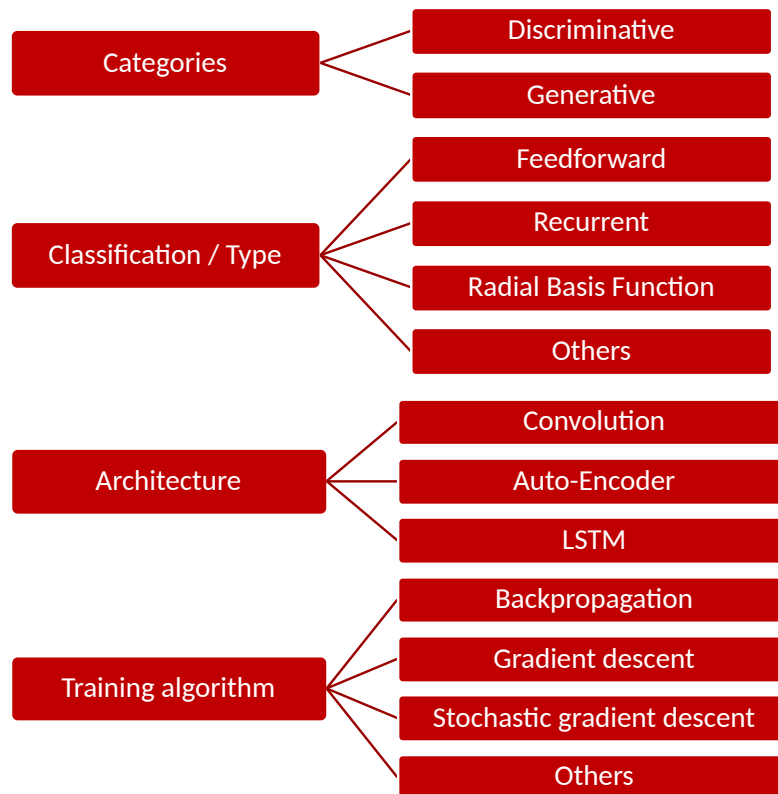 Categories
Discriminative
Generative
Classification / Type
Feedforward
Recurrent
Radial Basis Function
Others
Architecture
Convolution
Auto-Encoder
LSTM
Training algorithm
Backpropagation
Gradient descent
Stochastic gradient descent
Others